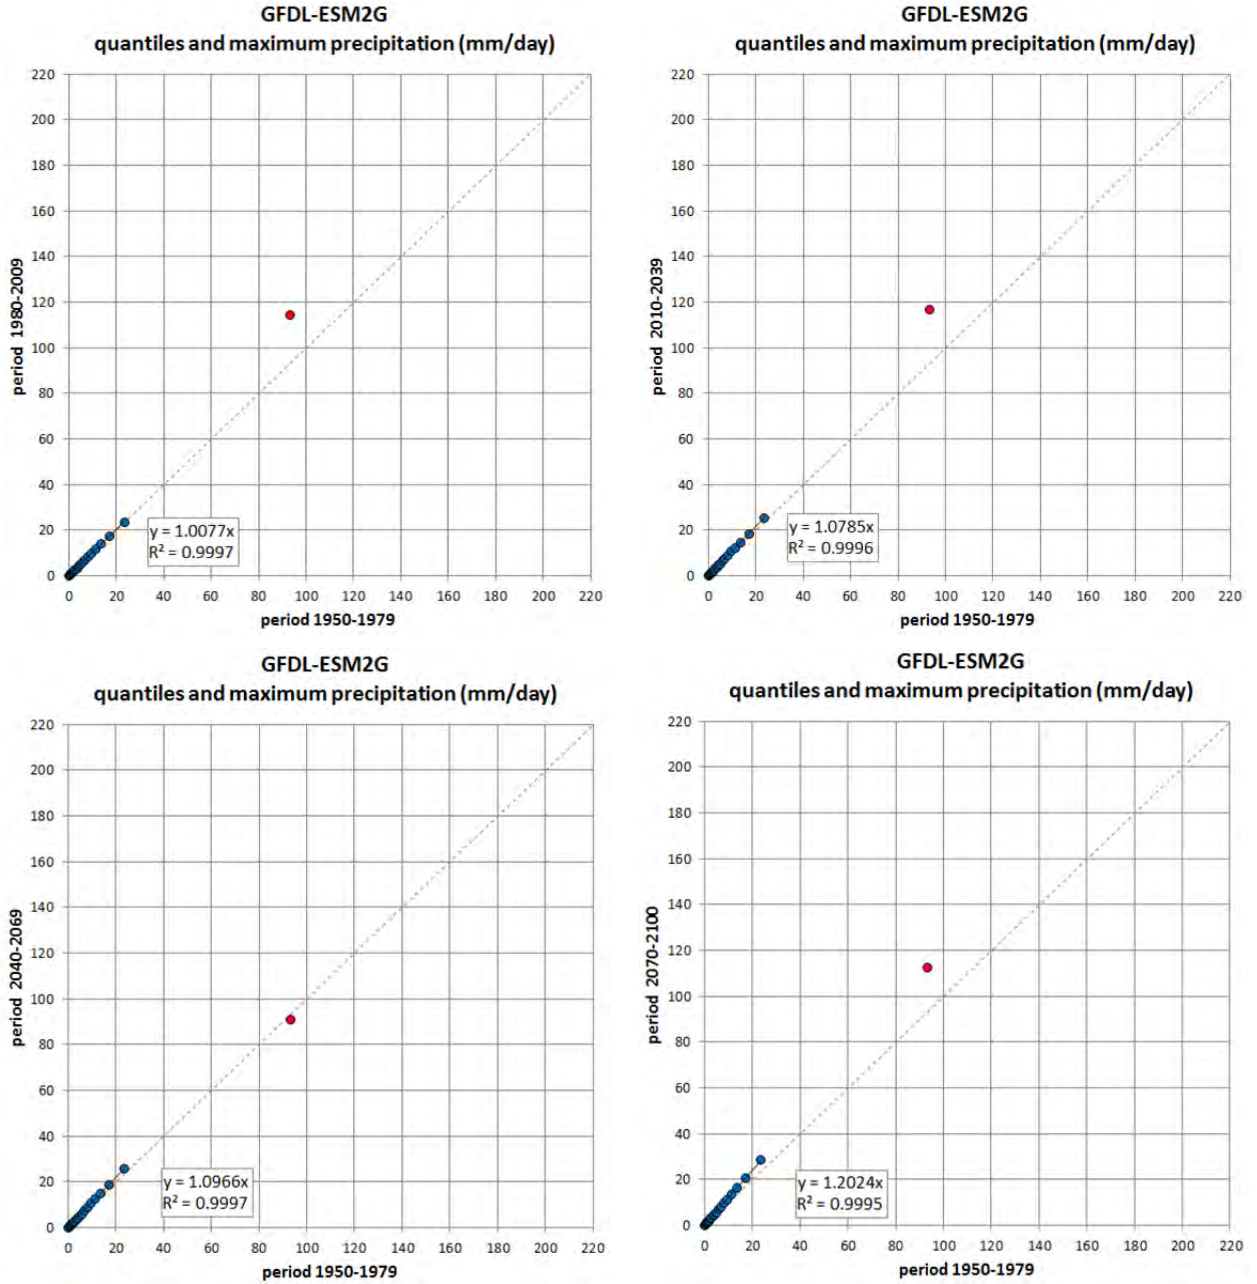 GFDL-ESM2G
quantiles and maximum precipitation (mm/day)
220
200
180
160
140
120
100
80
60
40
20
0
period 1980-2009
y = 1.0077x
R² = 0.9997
0 20 40 60 80 100 120 140 160 180 200 220
period 1950-1979
GFDL-ESM2G
quantiles and maximum precipitation (mm/day)
220
200
180
160
140
120
100
80
60
40
20
0
period 2010-2039
y = 1.0785x
R² = 0.9996
0 20 40 60 80 100 120 140 160 180 200 220
period 1950-1979
GFDL-ESM2G
quantiles and maximum precipitation (mm/day)
220
200
180
160
140
120
100
80
60
40
20
0
period 2040-2069
y = 1.0966x
R² = 0.9997
0 20 40 60 80 100 120 140 160 180 200 220
period 1950-1979
GFDL-ESM2G
quantiles and maximum precipitation (mm/day)
220
200
180
160
140
120
100
80
60
40
20
0
period 2070-2100
y = 1.2024x
R² = 0.9995
0 20 40 60 80 100 120 140 160 180 200 220
period 1950-1979